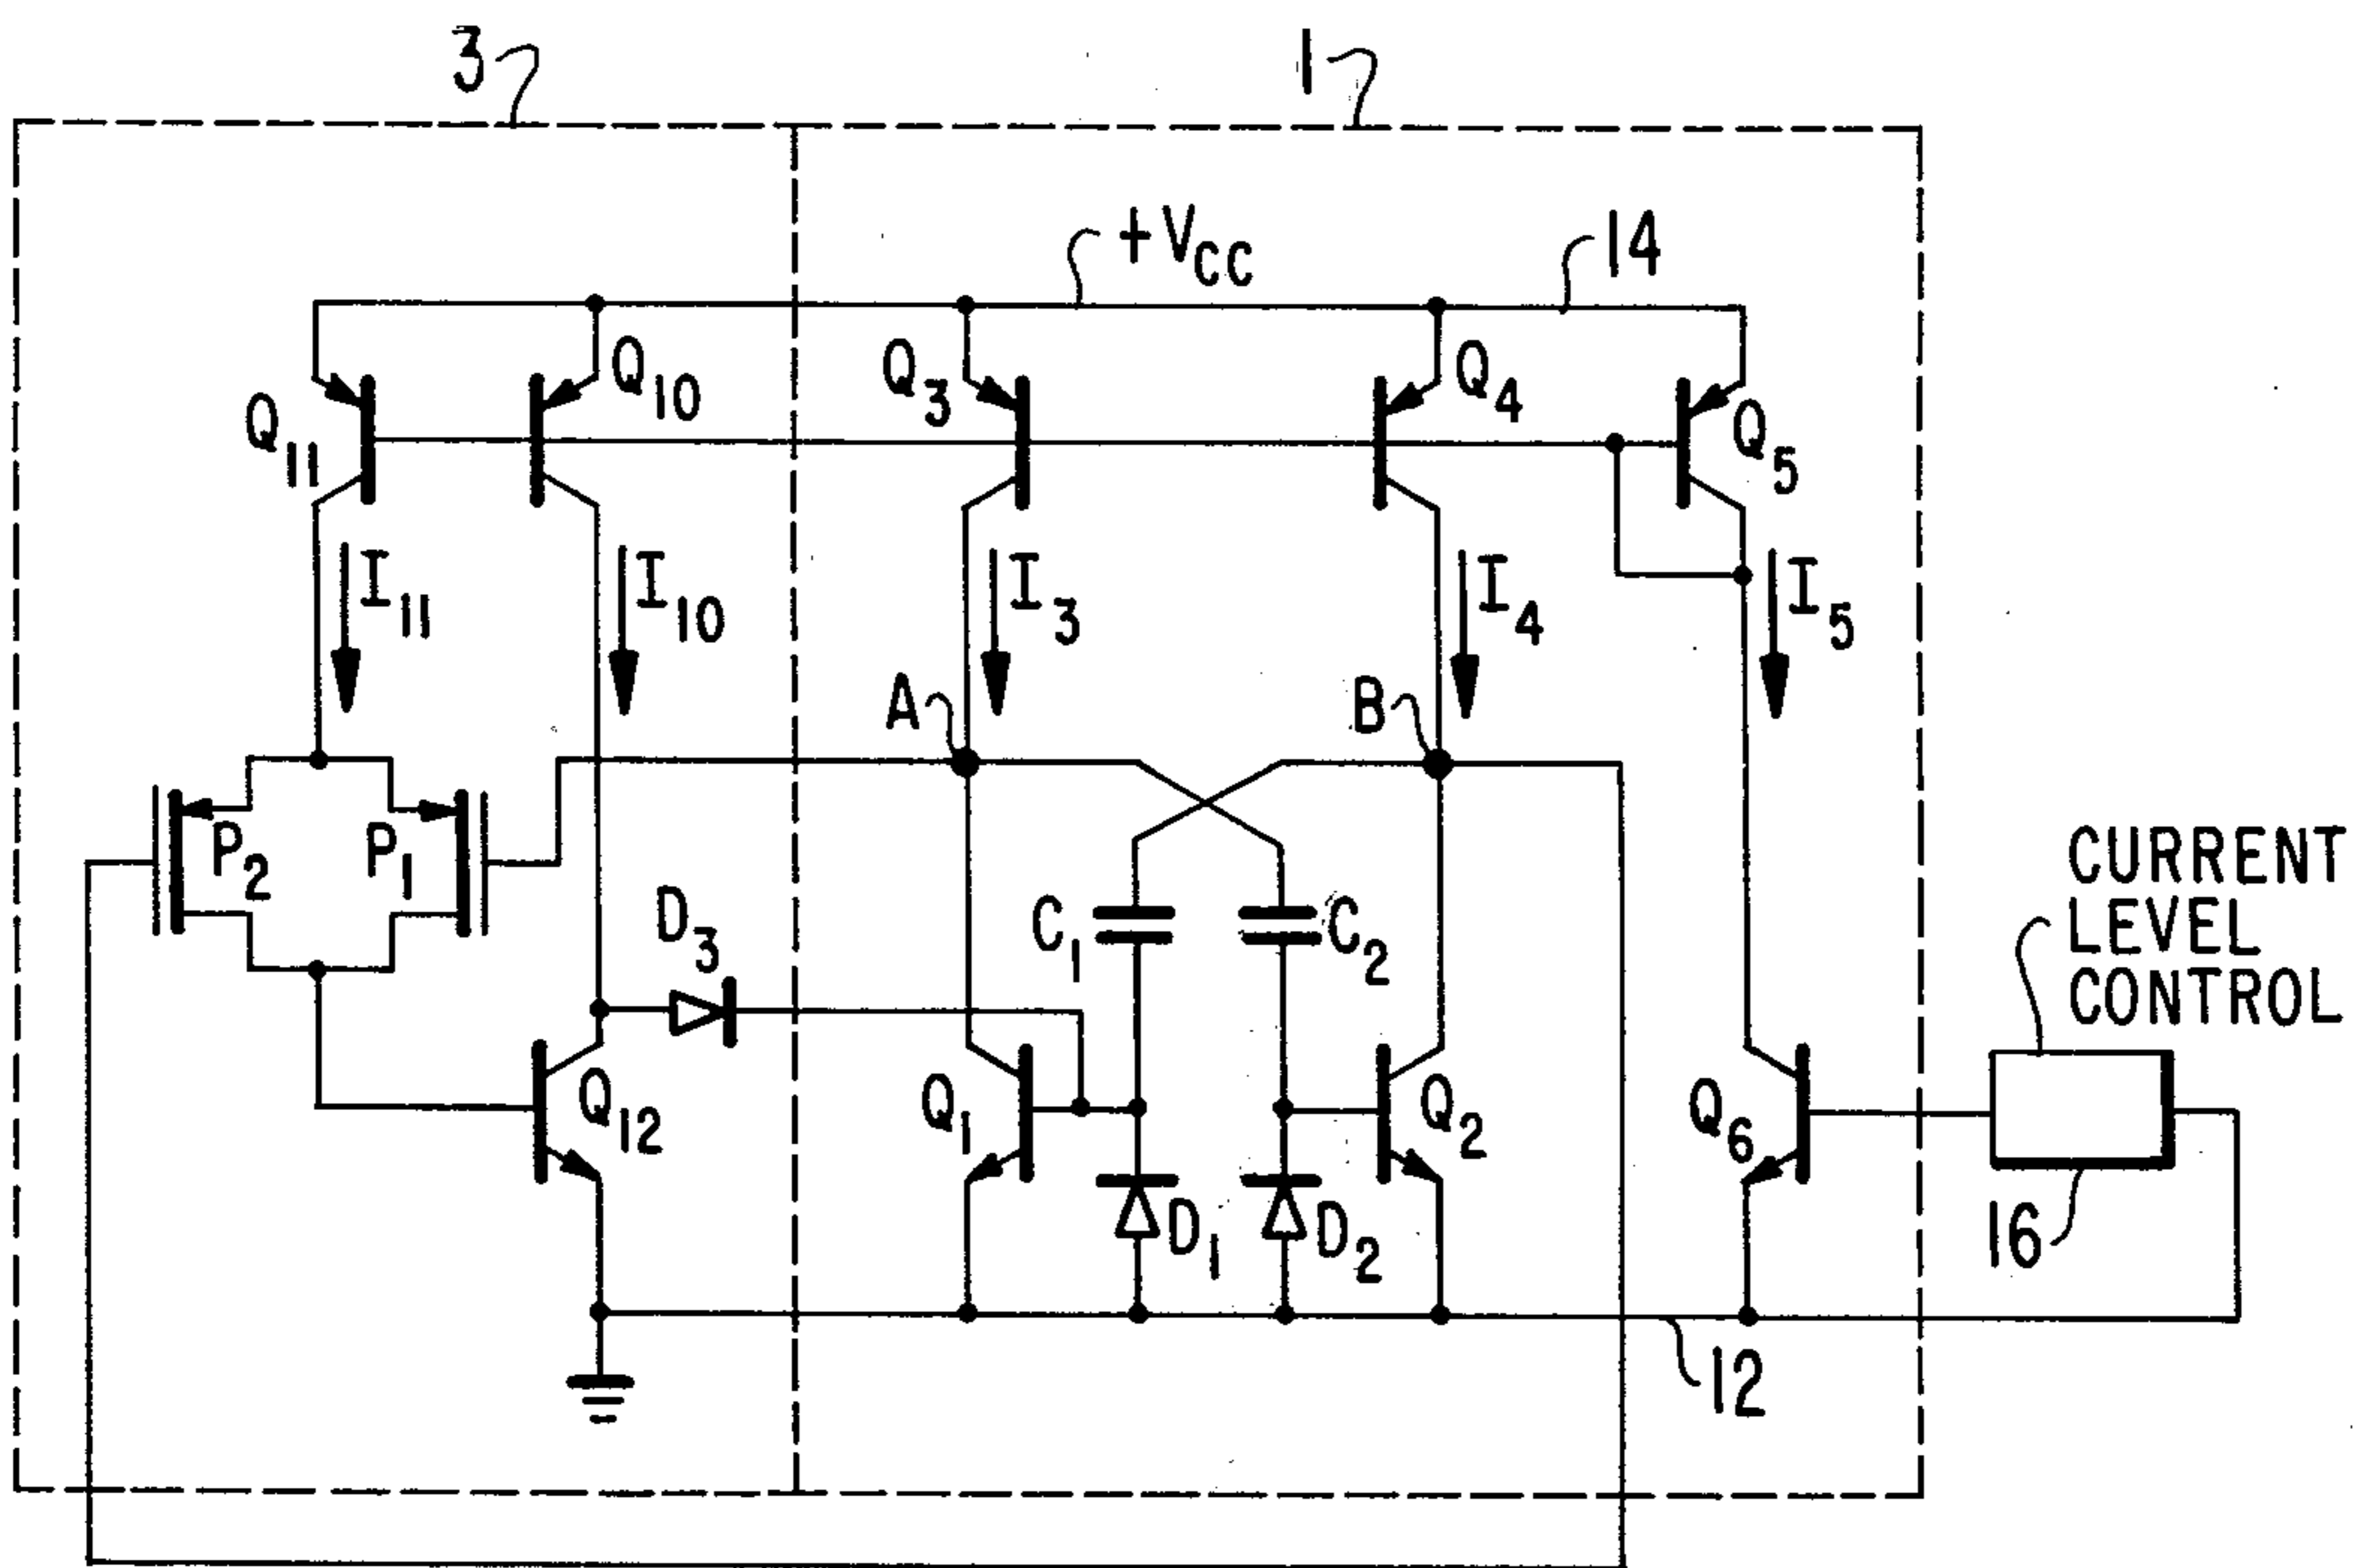 3
1
+VCC
14
Q11
Q10
Q3
Q4
Q5
I11
I10
I3
I4
I5
A
B
P2
P1
D3
C1
C2
CURRENT
LEVEL
CONTROL
Q12
Q1
D1
D2
Q2
Q6
16
12